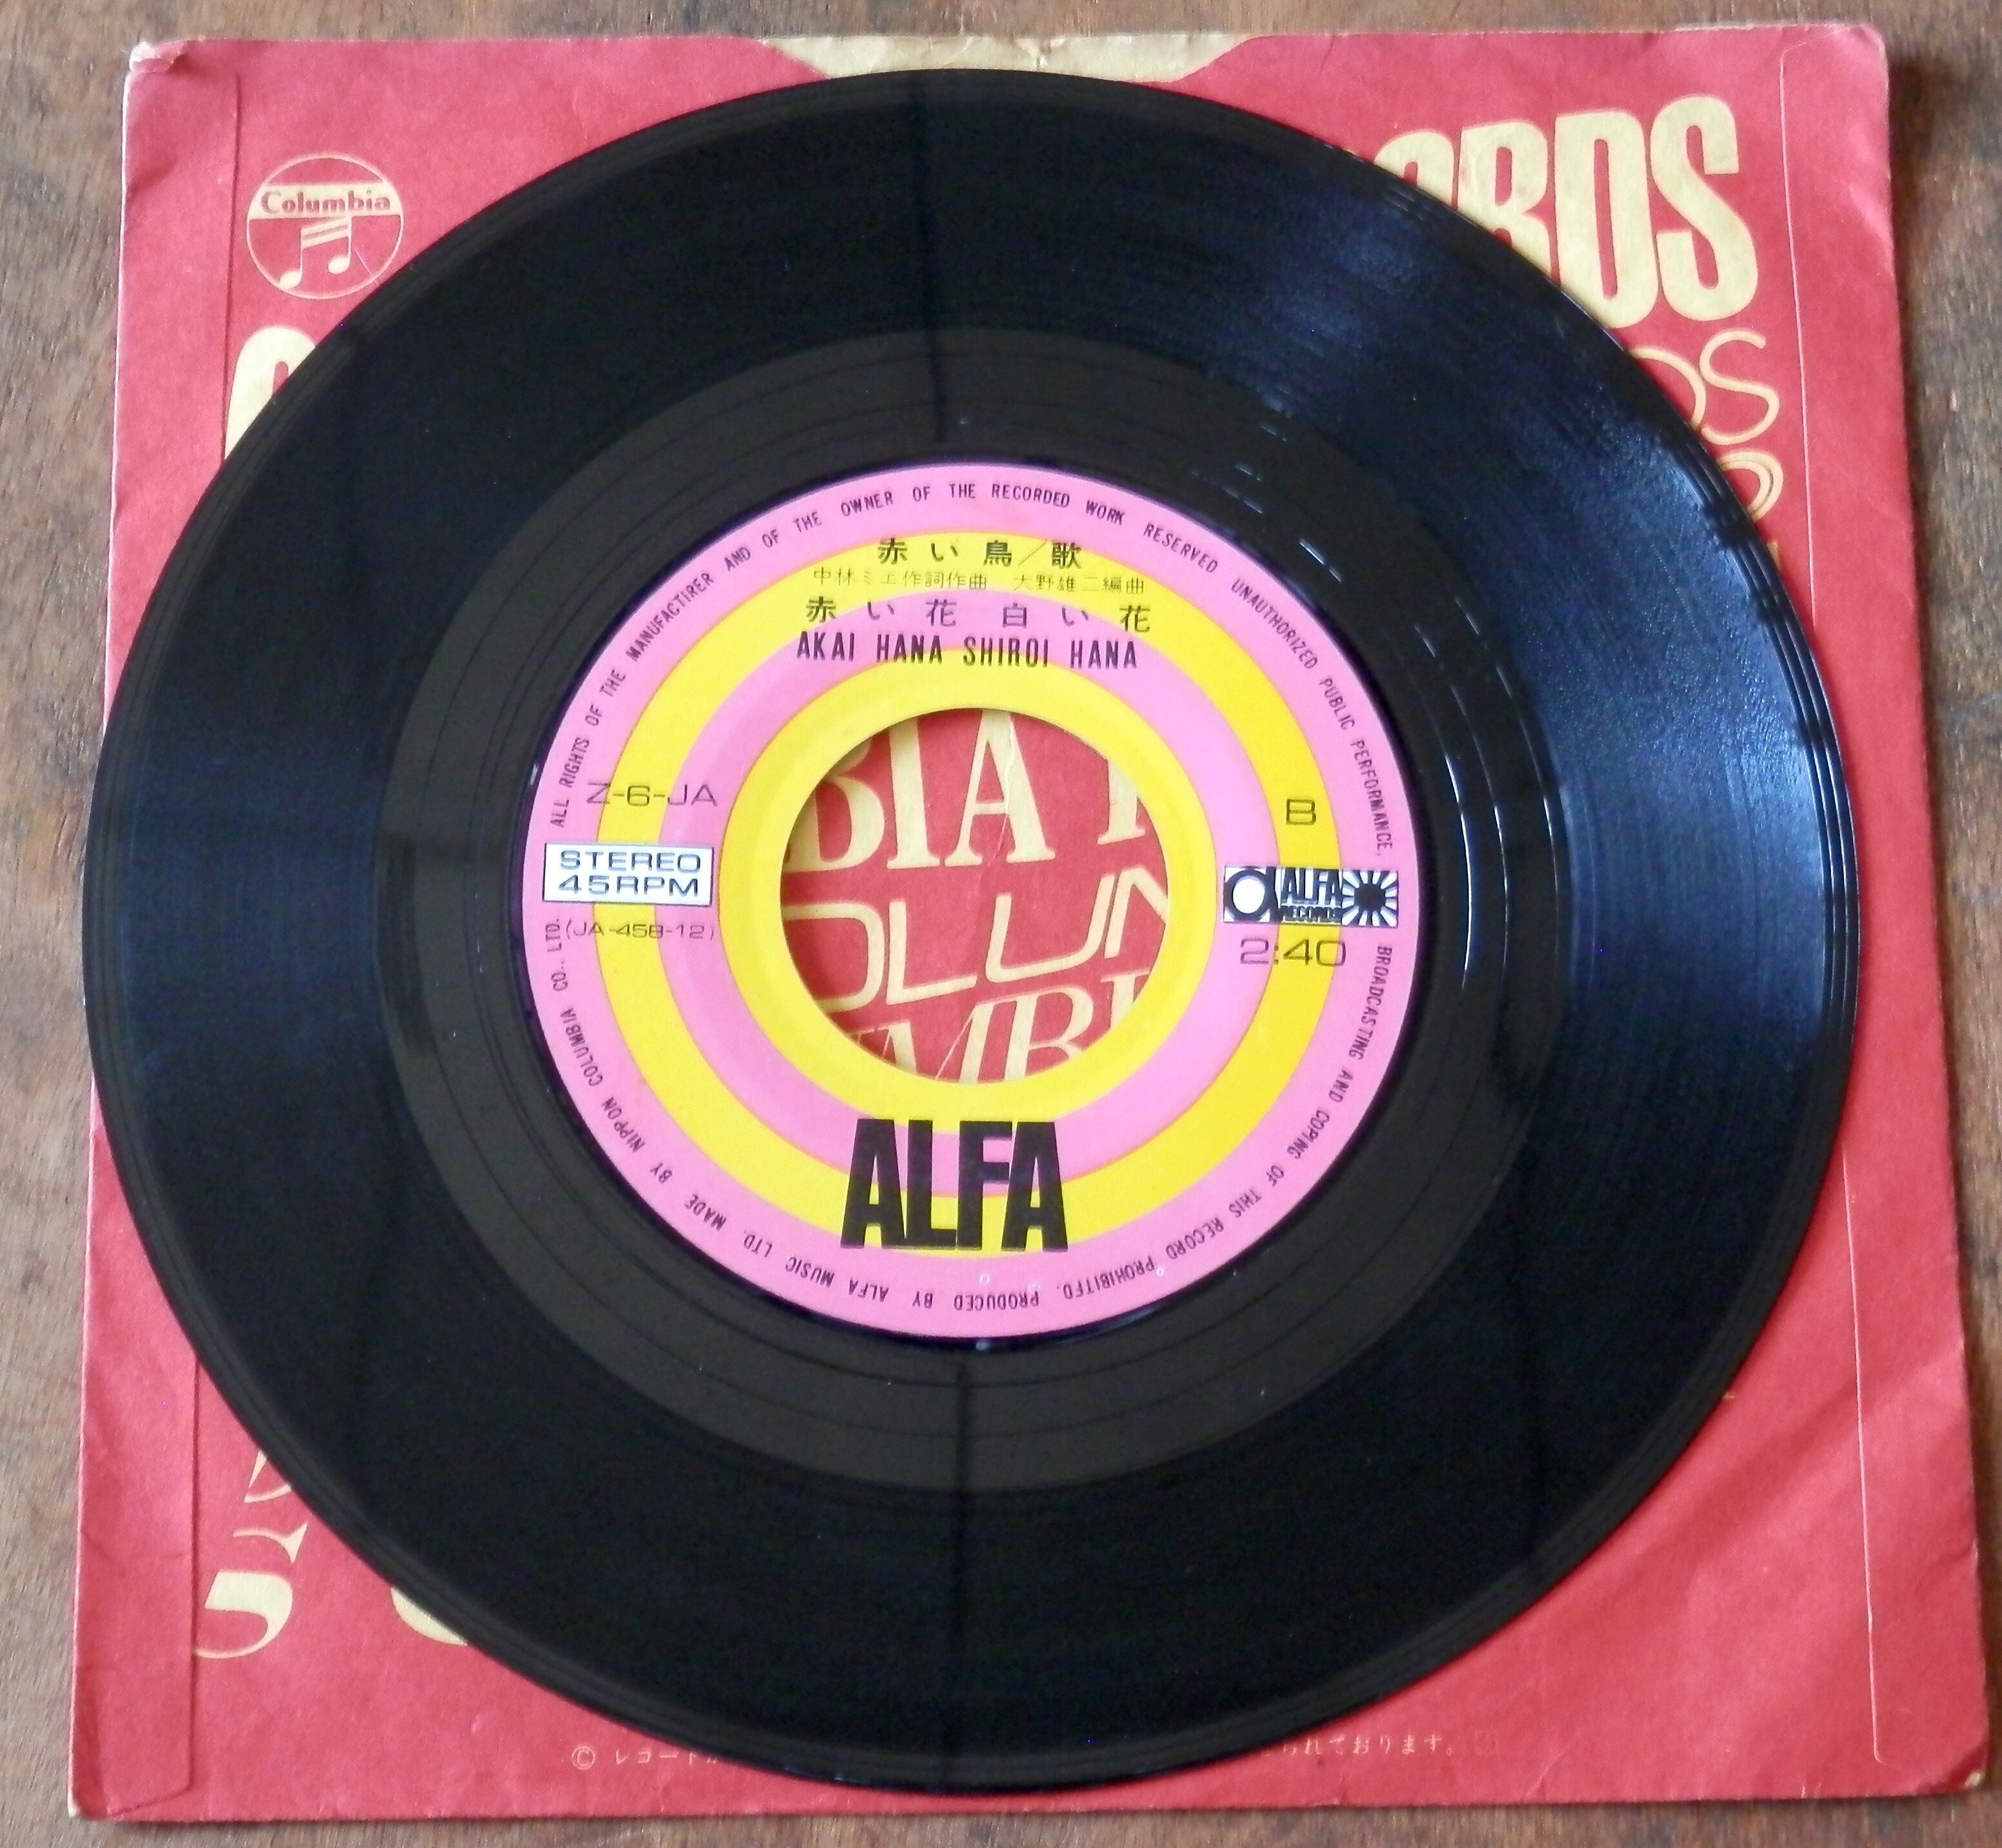 Columbia
赤い鳥／歌
中林ミエ作詞作曲 大野雄二編曲
赤い花 白い花
AKAI HANA SHIROI HANA
Z-6-JA
B
STEREO
45RPM
ALFA
RECORDS
(JA-458-12)
2:40
ALFA
ALL RIGHTS OF THE MANUFACTIRER AND OF THE OWNER OF THE RECORDED WORK RESERVED UNAUTHORIZED PUBLIC PERFORMANCE, BROADCASTING AND COPING OF THIS RECORD PROHIBITFD. PRODUCED BY ALFA MUSIC LTD. MADE BY NIPPON COLUMBIA CO., LTD.